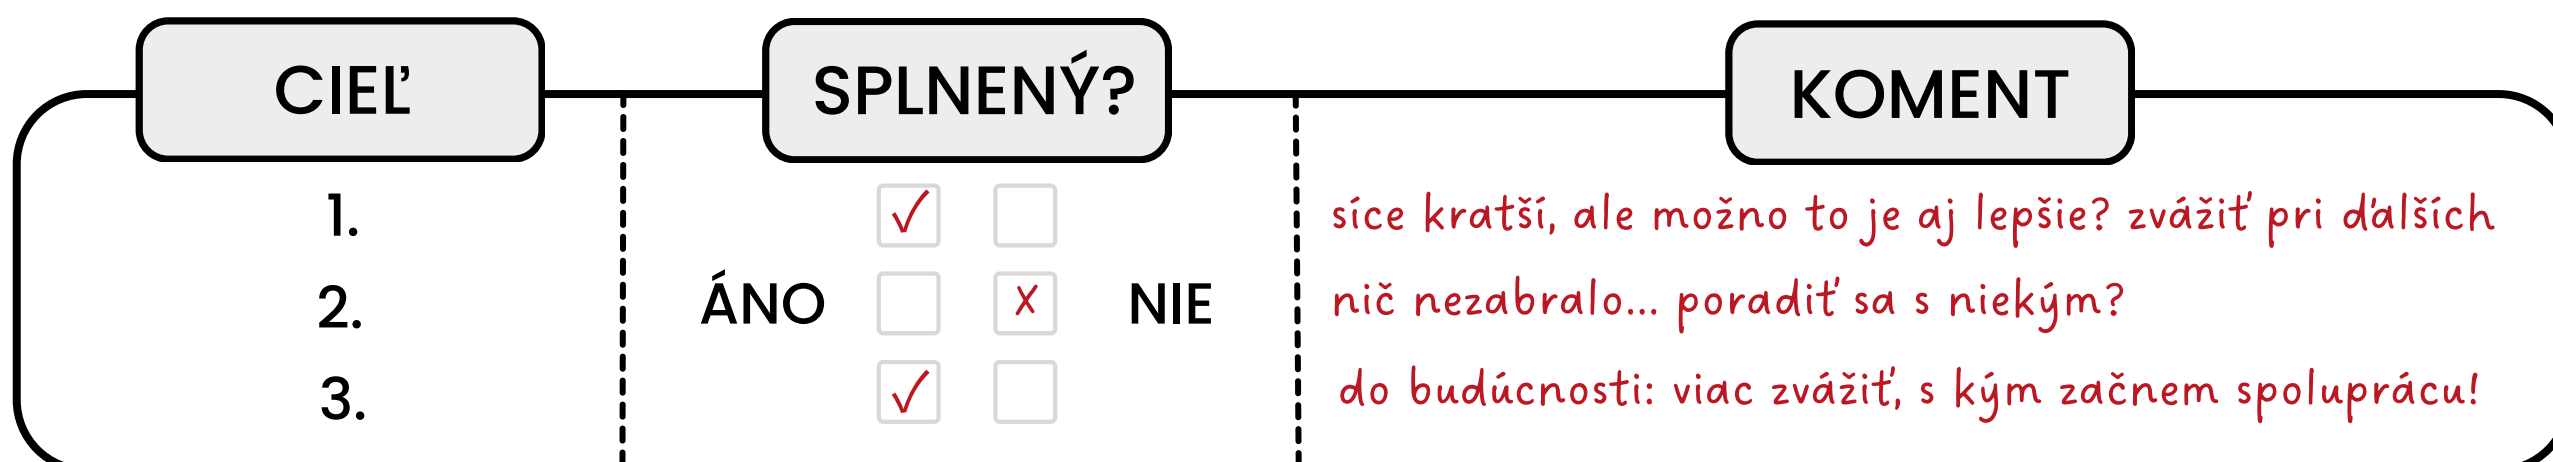 CIEĽ SPLNENÝ? KOMENT
1. ✓ síce kratší, ale možno to je aj lepšie? zvážiť pri ďalších
2. ÁNO ✗ NIE nič nezabralo... poradiť sa s niekým?
3. ✓ do budúcnosti: viac zvážiť, s kým začnem spoluprácu!